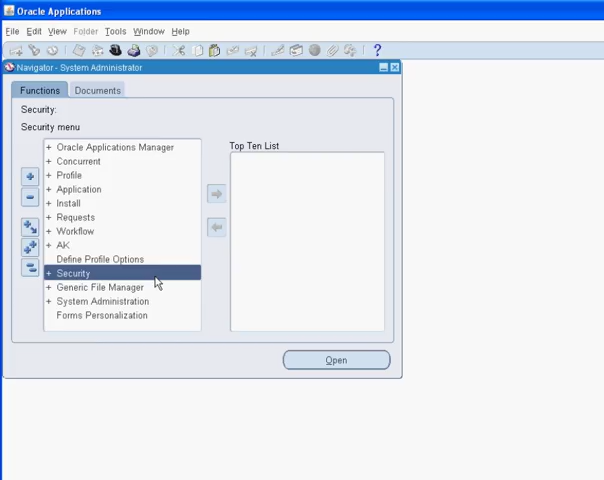 Oracle Applications
File Edit View Folder Tools Window Help
?
Navigator - System Administrator
Functions Documents
Security:
Security menu
Top Ten List
+ Oracle Applications Manager
+ Concurrent
+ Profile
+ Application
+ Install
+ Requests
+ Workflow
+ AK
Define Profile Options
+ Security
+ Generic File Manager
+ System Administration
Forms Personalization
Open